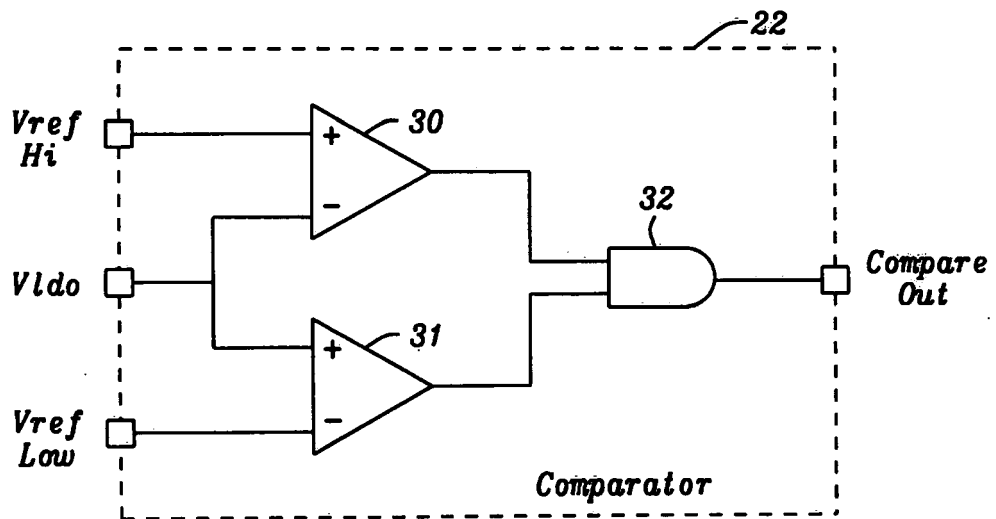 22
Vref
Hi
+
30
−
32
Vldo
Compare
Out
31
+
−
Vref
Low
Comparator